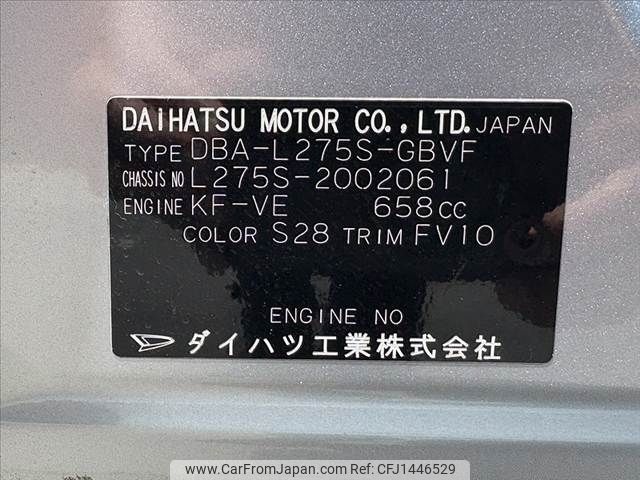 DAIHATSU MOTOR CO., LTD. JAPAN
TYPE DBA-L275S-GBVF
CHASSIS NO L275S-2002061
ENGINE KF-VE 658CC
COLOR S28 TRIM FV10
ENGINE NO
ダイハツ工業株式会社
www.CarFromJapan.com CFJ1446529